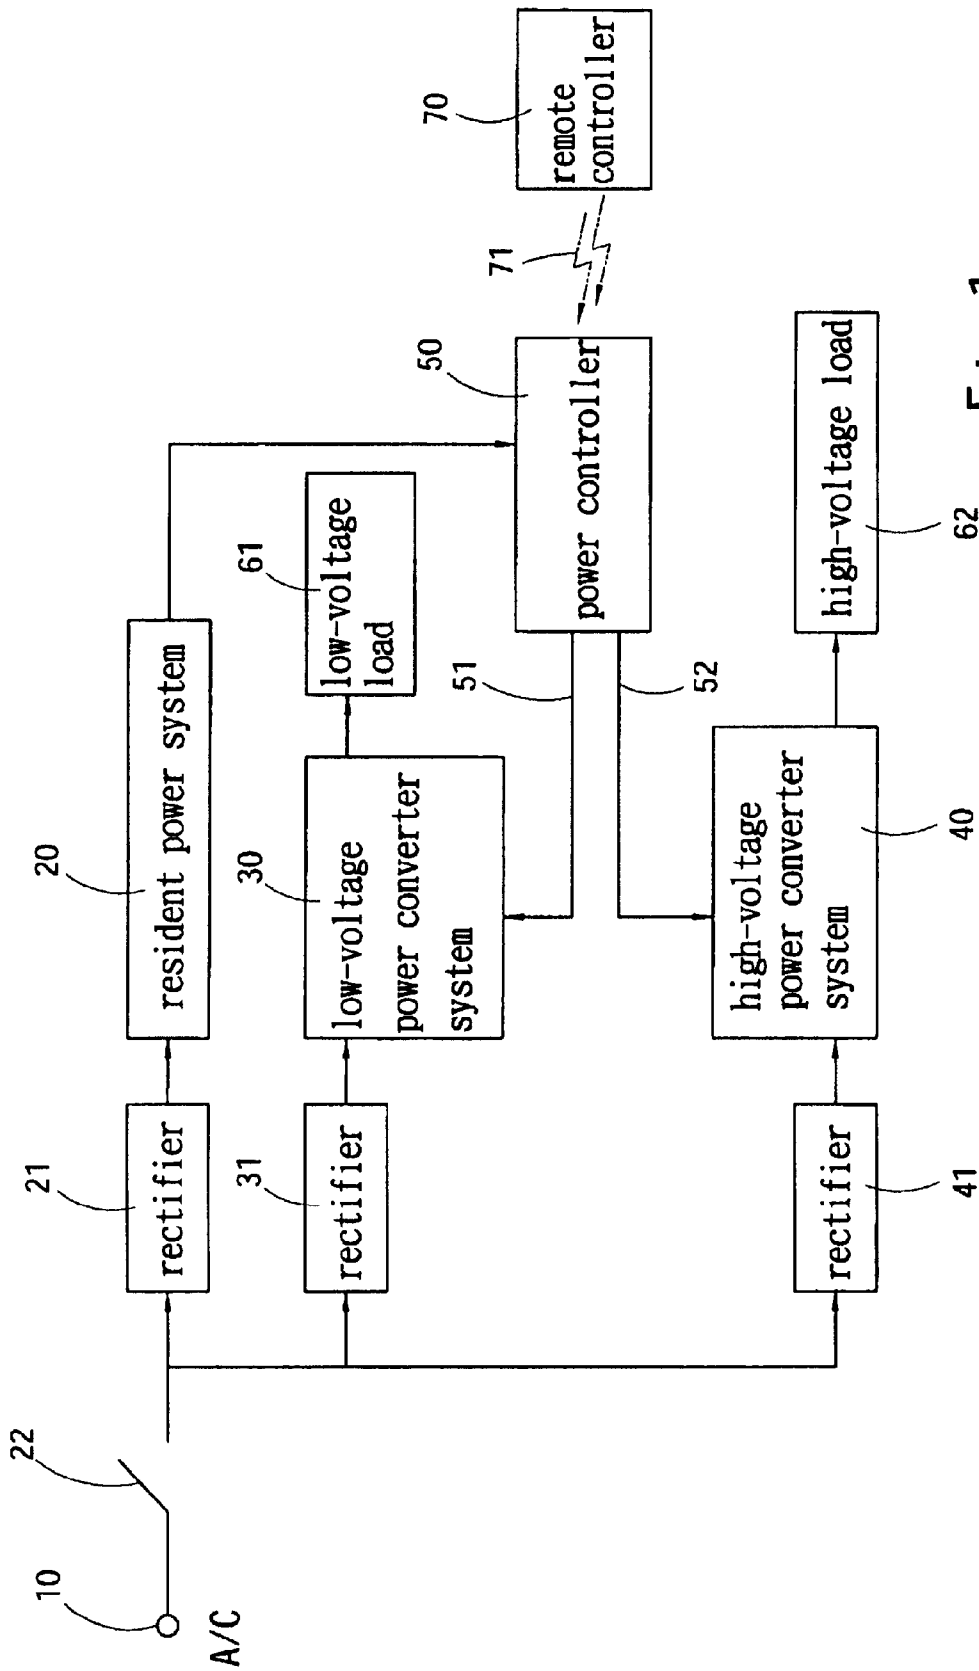 10
A/C
22
21
rectifier
20
resident power system
31
rectifier
30
low-voltage
power converter
system
61
low-voltage
load
51
52
50
power controller
71
70
remote
controller
rectifier
41
high-voltage
power converter
system
40
high-voltage load
62